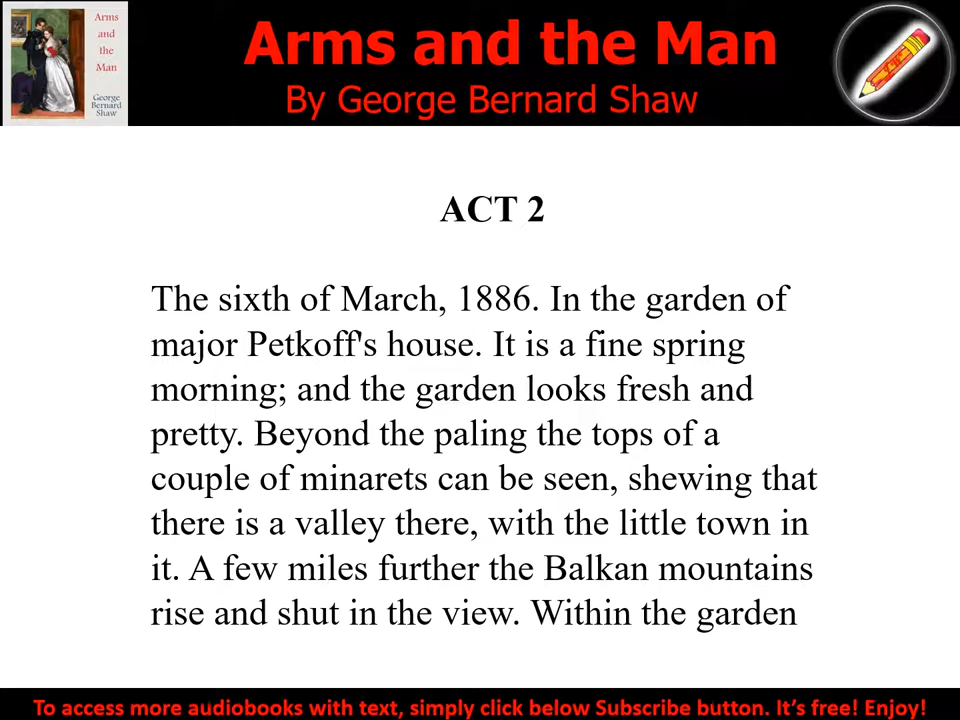 Arms
and
the
Man
George
Bernard
Shaw
Arms and the Man
By George Bernard Shaw
ACT 2
The sixth of March, 1886. In the garden of
major Petkoff's house. It is a fine spring
morning; and the garden looks fresh and
pretty. Beyond the paling the tops of a
couple of minarets can be seen, shewing that
there is a valley there, with the little town in
it. A few miles further the Balkan mountains
rise and shut in the view. Within the garden
To access more audiobooks with text, simply click below Subscribe button. It’s free! Enjoy!